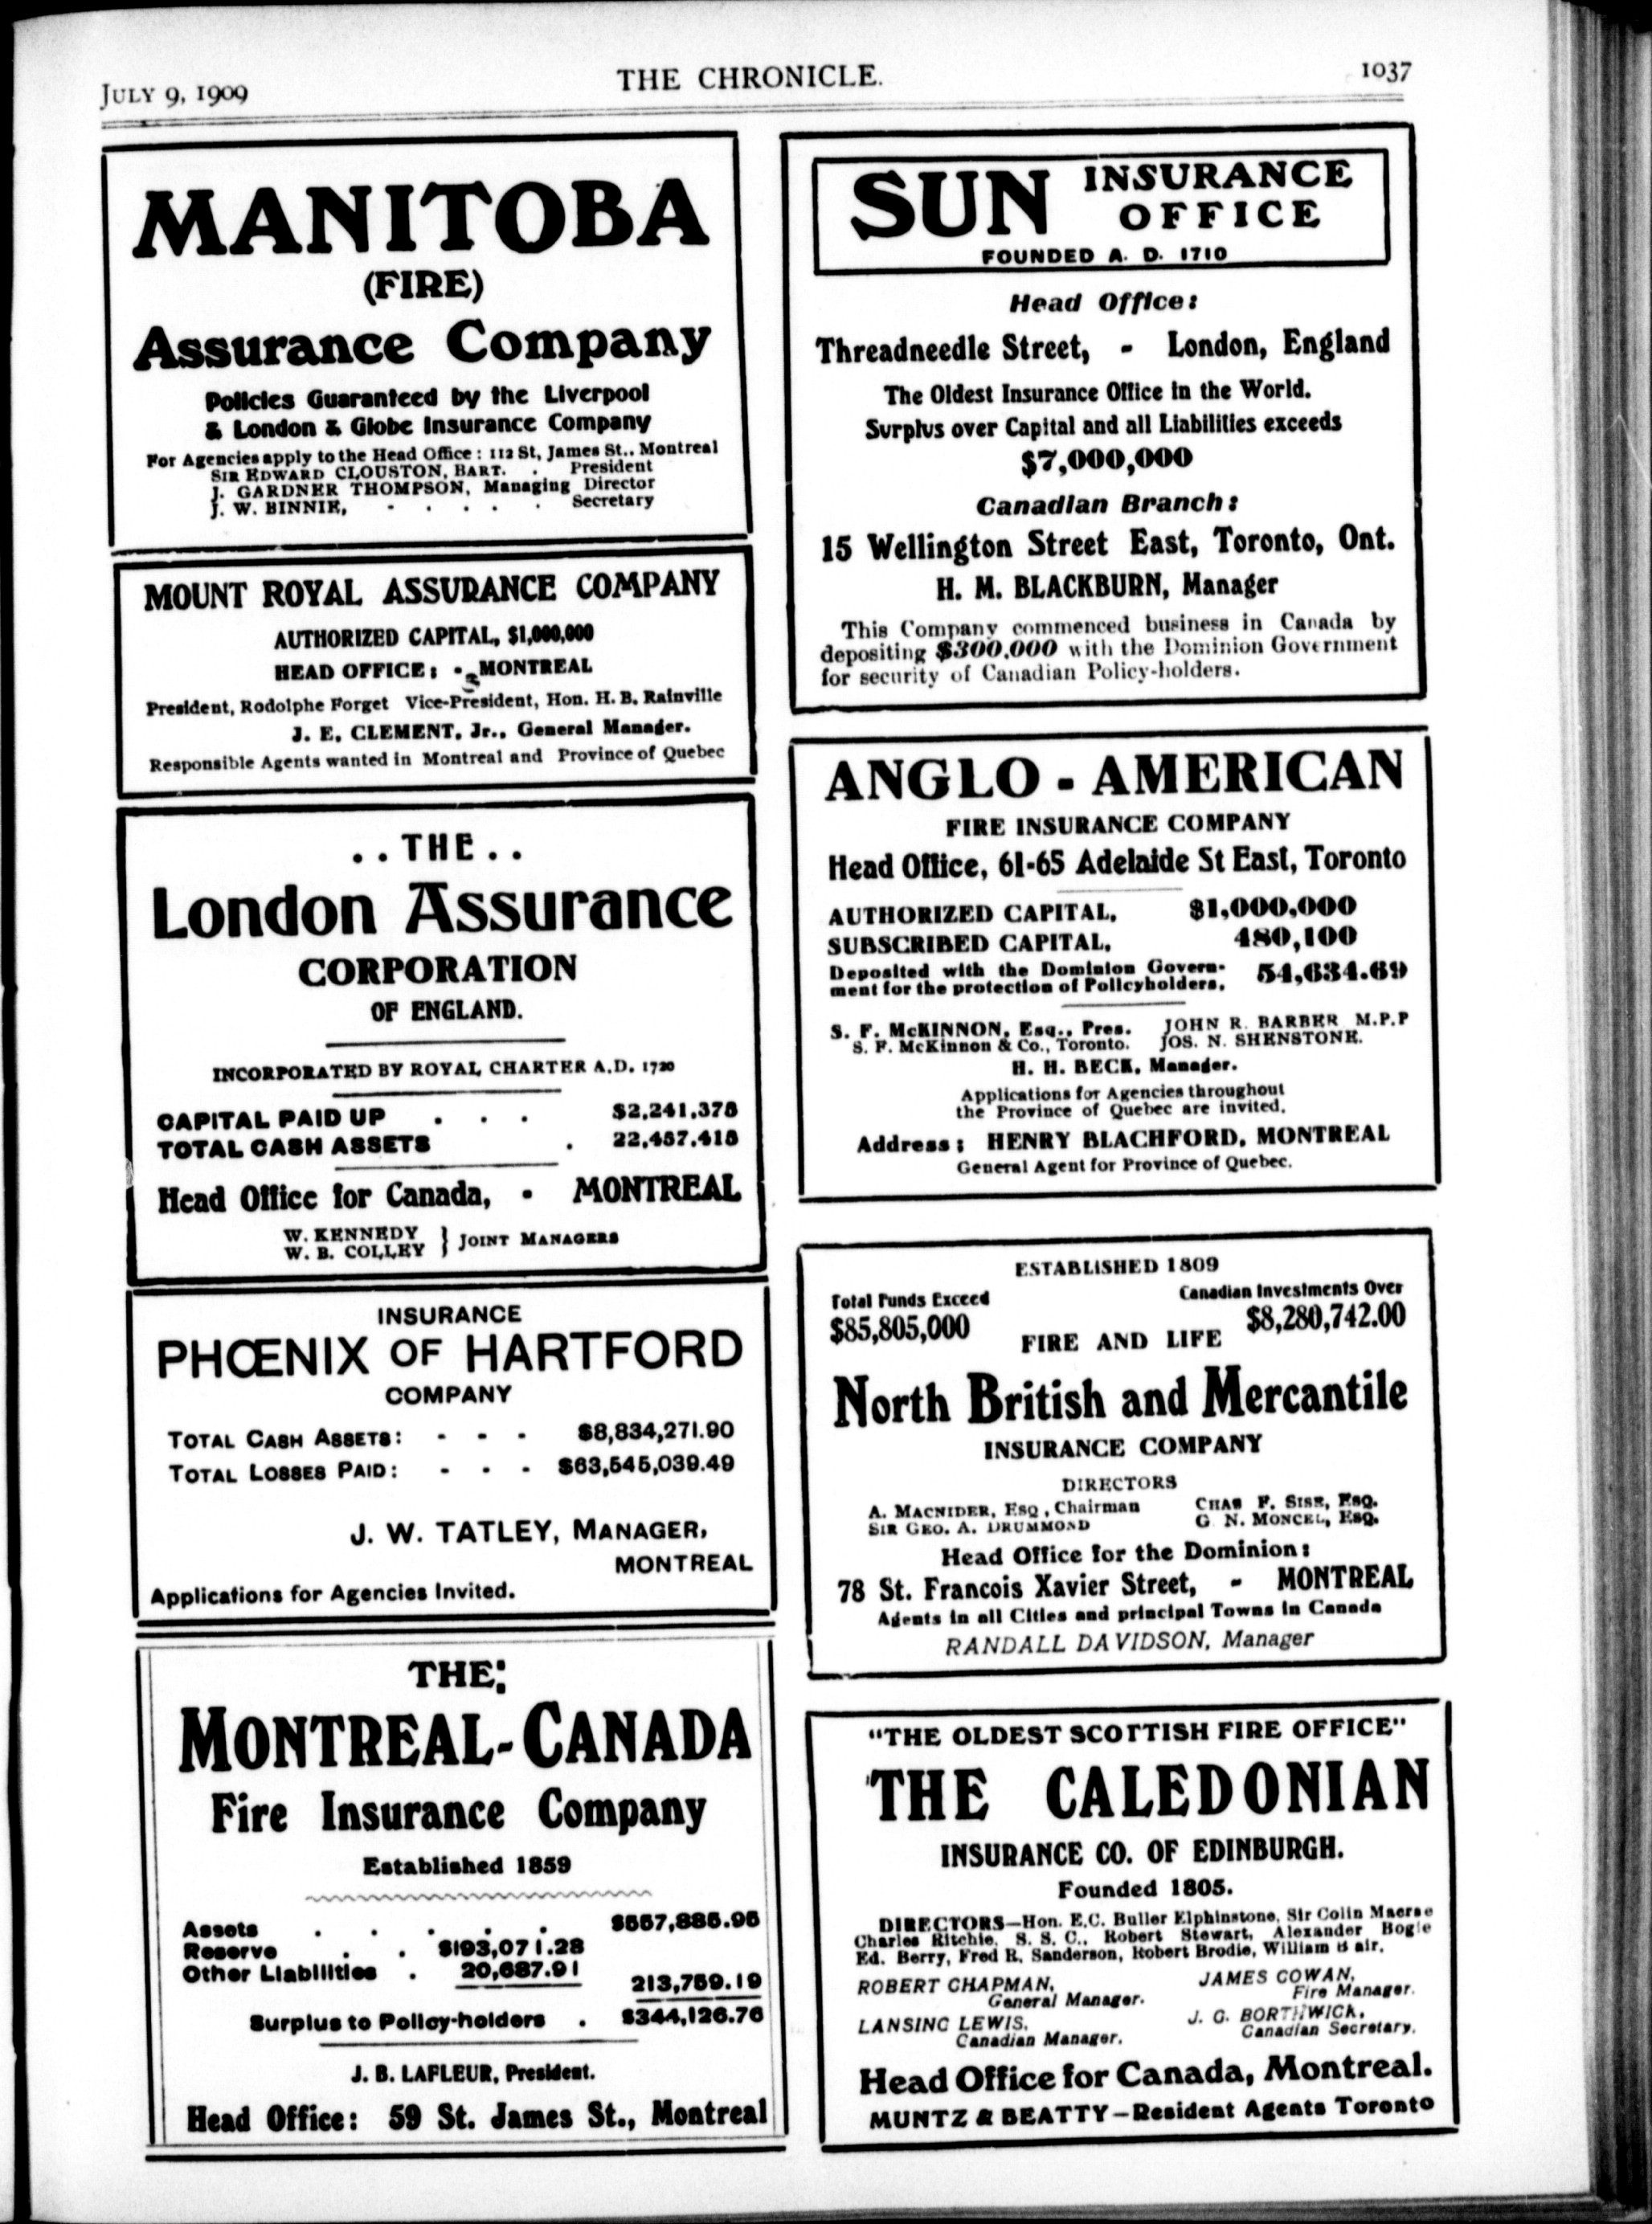 JULY 9, 1909
THE CHRONICLE.
1037
MANITOBA
(FIRE)
Assurance Company
Policies Guaranteed by the Liverpool
& London & Globe Insurance Company
For Agencies apply to the Head Office : 112 St, James St.. Montreal
SIR EDWARD CLOUSTON, BART. . President
J. GARDNER THOMPSON, Managing Director
J. W. BINNIE, - . . . . Secretary
MOUNT ROYAL ASSURANCE COMPANY
AUTHORIZED CAPITAL, $1,000,000
HEAD OFFICE; - MONTREAL
President, Rodolphe Forget Vice-President, Hon. H. B. Rainville
J. E. CLEMENT, Jr., General Manager.
Responsible Agents wanted in Montreal and Province of Quebec
. . THE . .
London Assurance
CORPORATION
OF ENGLAND.
INCORPORATED BY ROYAL CHARTER A.D. 1720
CAPITAL PAID UP . . . $2,241,375
TOTAL CASH ASSETS . 22,457,415
Head Office for Canada, - MONTREAL
W. KENNEDY
W. B. COLLEY } JOINT MANAGERS
INSURANCE
PHŒNIX OF HARTFORD
COMPANY
TOTAL CASH ASSETS: - - - $8,834,271.90
TOTAL LOSSES PAID: - - - $63,545,039.49
J. W. TATLEY, MANAGER,
MONTREAL
Applications for Agencies Invited.
THE
MONTREAL-CANADA
Fire Insurance Company
Established 1859
Assets . . . . . $557,885.95
Reserve . . $193,071.28
Other Liabilities . 20,687.91
213,759.19
Surplus to Policy-holders . $344,126.76
J. B. LAFLEUR, President.
Head Office: 59 St. James St., Montreal
SUN INSURANCE
OFFICE
FOUNDED A. D. 1710
Head Office:
Threadneedle Street, - London, England
The Oldest Insurance Office in the World.
Surplus over Capital and all Liabilities exceeds
$7,000,000
Canadian Branch:
15 Wellington Street East, Toronto, Ont.
H. M. BLACKBURN, Manager
This Company commenced business in Canada by
depositing $300,000 with the Dominion Government
for security of Canadian Policy-holders.
ANGLO - AMERICAN
FIRE INSURANCE COMPANY
Head Office, 61-65 Adelaide St East, Toronto
AUTHORIZED CAPITAL, $1,000,000
SUBSCRIBED CAPITAL, 480,100
Deposited with the Dominion Govern-
ment for the protection of Policyholders, 54,634.69
S. F. McKINNON, Esq., Pres. JOHN R. BARBER M.P.P
S. F. McKinnon & Co., Toronto. JOS. N. SHENSTONE.
H. H. BECK, Manager.
Applications for Agencies throughout
the Province of Quebec are invited.
Address; HENRY BLACHFORD, MONTREAL
General Agent for Province of Quebec.
ESTABLISHED 1809
Total Funds Exceed Canadian Investments Over
$85,805,000 $8,280,742.00
FIRE AND LIFE
North British and Mercantile
INSURANCE COMPANY
DIRECTORS
A. MACNIDER, ESQ, Chairman CHAS F. SISE, ESQ.
SIR GEO. A. DRUMMOND G. N. MONCEL, ESQ.
Head Office for the Dominion:
78 St. Francois Xavier Street, - MONTREAL
Agents in all Cities and principal Towns in Canada
RANDALL DAVIDSON, Manager
"THE OLDEST SCOTTISH FIRE OFFICE"
THE CALEDONIAN
INSURANCE CO. OF EDINBURGH.
Founded 1805.
DIRECTORS—Hon. E.C. Buller Elphinstone, Sir Colin Macrae
Charles Ritchie, S. S. C., Robert Stewart, Alexander Bogie
Ed. Berry, Fred R. Sanderson, Robert Brodie, William B air.
ROBERT CHAPMAN, JAMES COWAN,
General Manager. Fire Manager.
LANSING LEWIS, J. G. BORTHWICK,
Canadian Manager. Canadian Secretary.
Head Office for Canada, Montreal.
MUNTZ & BEATTY—Resident Agents Toronto